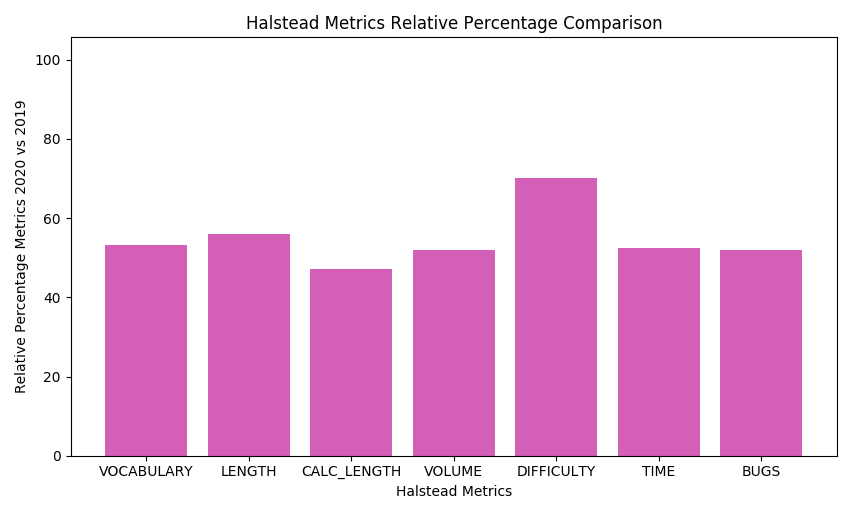 Halstead Metrics Relative Percentage Comparison
Relative Percentage Metrics 2020 vs 2019
100
80
60
40
20
0
VOCABULARY LENGTH CALC_LENGTH VOLUME DIFFICULTY TIME BUGS
Halstead Metrics